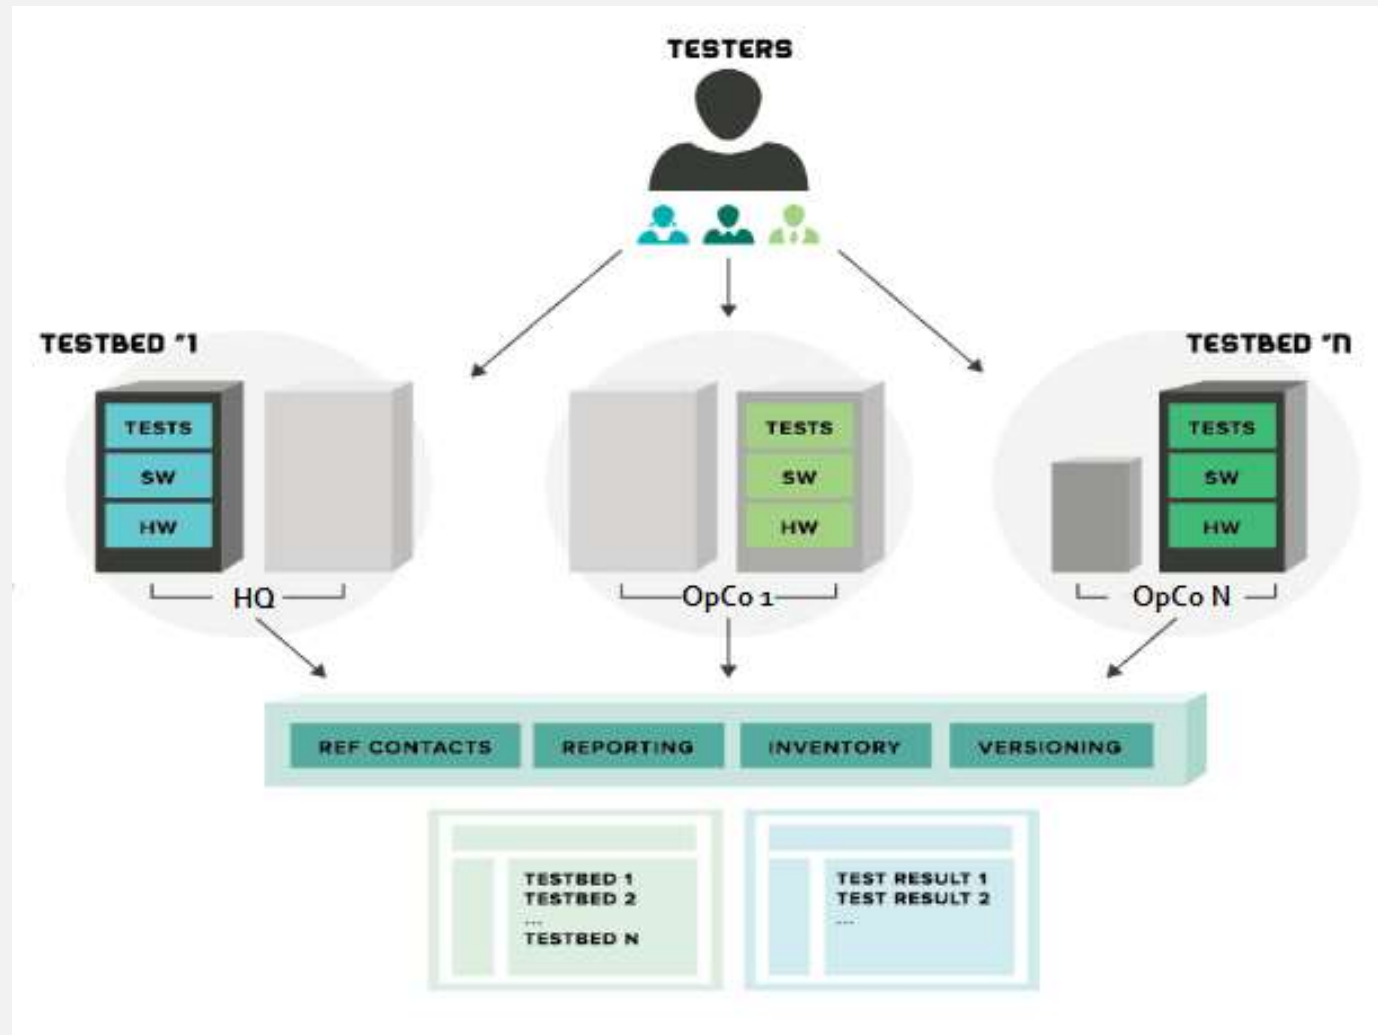 TESTERS
TESTBED "1
TESTBED "N
TESTS
SW
HW
TESTS
SW
HW
TESTS
SW
HW
HQ
OpCo 1
OpCo N
REF CONTACTS
REPORTING
INVENTORY
VERSIONING
TESTBED 1
TESTBED 2
...
TESTBED N
TEST RESULT 1
TEST RESULT 2
...